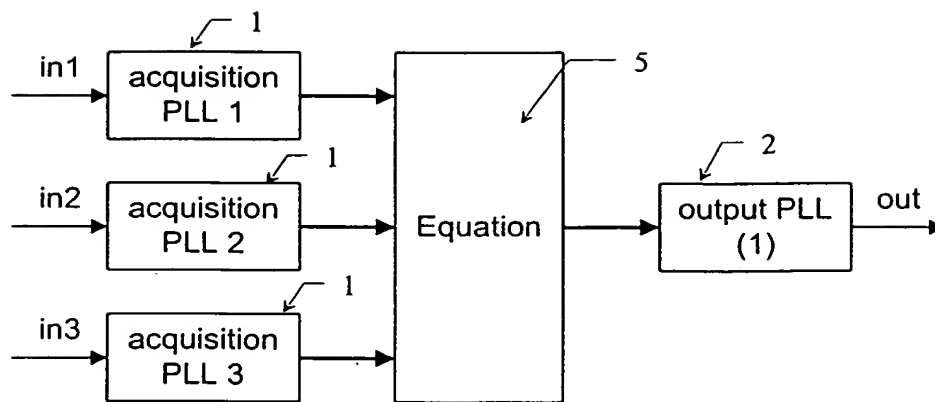 1
in1
acquisition
PLL 1
5
1
in2
acquisition
PLL 2
Equation
2
output PLL
(1)
out
1
in3
acquisition
PLL 3